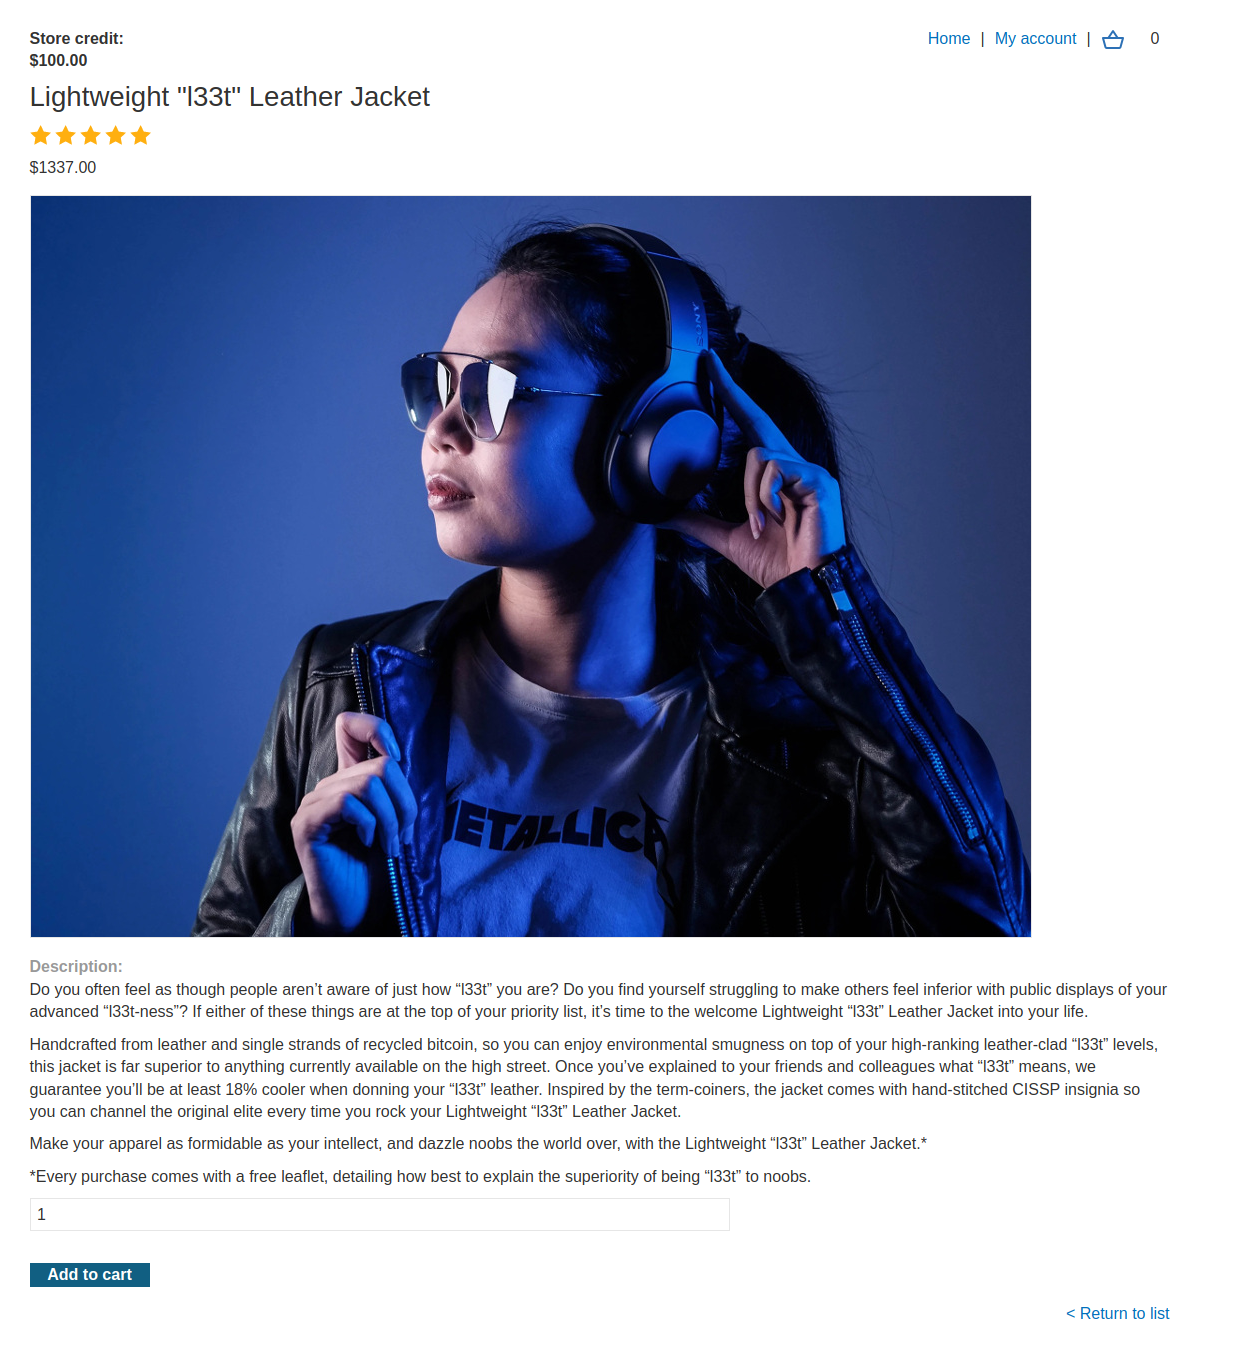 Store credit:
$100.00
Home | My account | 0
Lightweight "l33t" Leather Jacket
$1337.00
SONY
METALLICA
Description:
Do you often feel as though people aren’t aware of just how “l33t” you are? Do you find yourself struggling to make others feel inferior with public displays of your
advanced “l33t-ness”? If either of these things are at the top of your priority list, it’s time to the welcome Lightweight “l33t” Leather Jacket into your life.
Handcrafted from leather and single strands of recycled bitcoin, so you can enjoy environmental smugness on top of your high-ranking leather-clad “l33t” levels,
this jacket is far superior to anything currently available on the high street. Once you’ve explained to your friends and colleagues what “l33t” means, we
guarantee you’ll be at least 18% cooler when donning your “l33t” leather. Inspired by the term-coiners, the jacket comes with hand-stitched CISSP insignia so
you can channel the original elite every time you rock your Lightweight “l33t” Leather Jacket.
Make your apparel as formidable as your intellect, and dazzle noobs the world over, with the Lightweight “l33t” Leather Jacket.*
*Every purchase comes with a free leaflet, detailing how best to explain the superiority of being “l33t” to noobs.
1
Add to cart
< Return to list